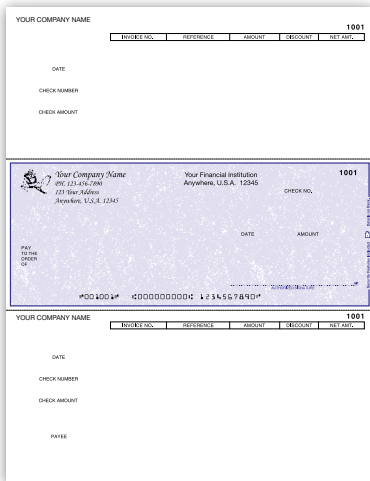 YOUR COMPANY NAME
1001
INVOICE NO. REFERENCE AMOUNT DISCOUNT NET AMT.
DATE
CHECK NUMBER
CHECK AMOUNT
Your Company Name
PH. 123-456-7890
123 Your Address
Anywhere, U.S.A. 12345
Your Financial Institution
Anywhere, U.S.A. 12345
1001
CHECK NO.
DATE AMOUNT
PAY
TO THE
ORDER
OF
⑈001001⑈ ⑆000000000⑆ 1234567890⑈
YOUR COMPANY NAME
1001
INVOICE NO. REFERENCE AMOUNT DISCOUNT NET AMT.
DATE
CHECK NUMBER
CHECK AMOUNT
PAYEE